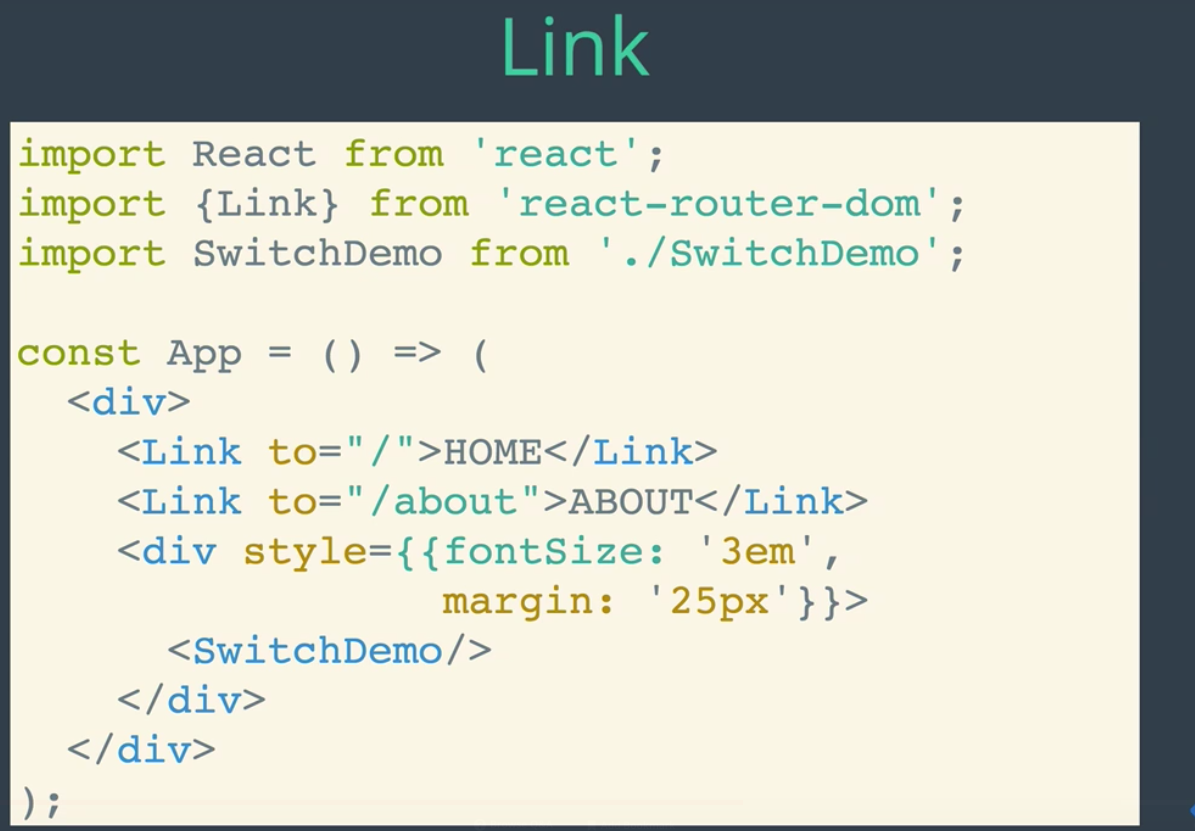 Link
import React from 'react';
import {Link} from 'react-router-dom';
import SwitchDemo from './SwitchDemo';
const App = () => (
  <div>
    <Link to="/">HOME</Link>
    <Link to="/about">ABOUT</Link>
    <div style={{fontSize: '3em',
                 margin: '25px'}}>
      <SwitchDemo/>
    </div>
  </div>
);